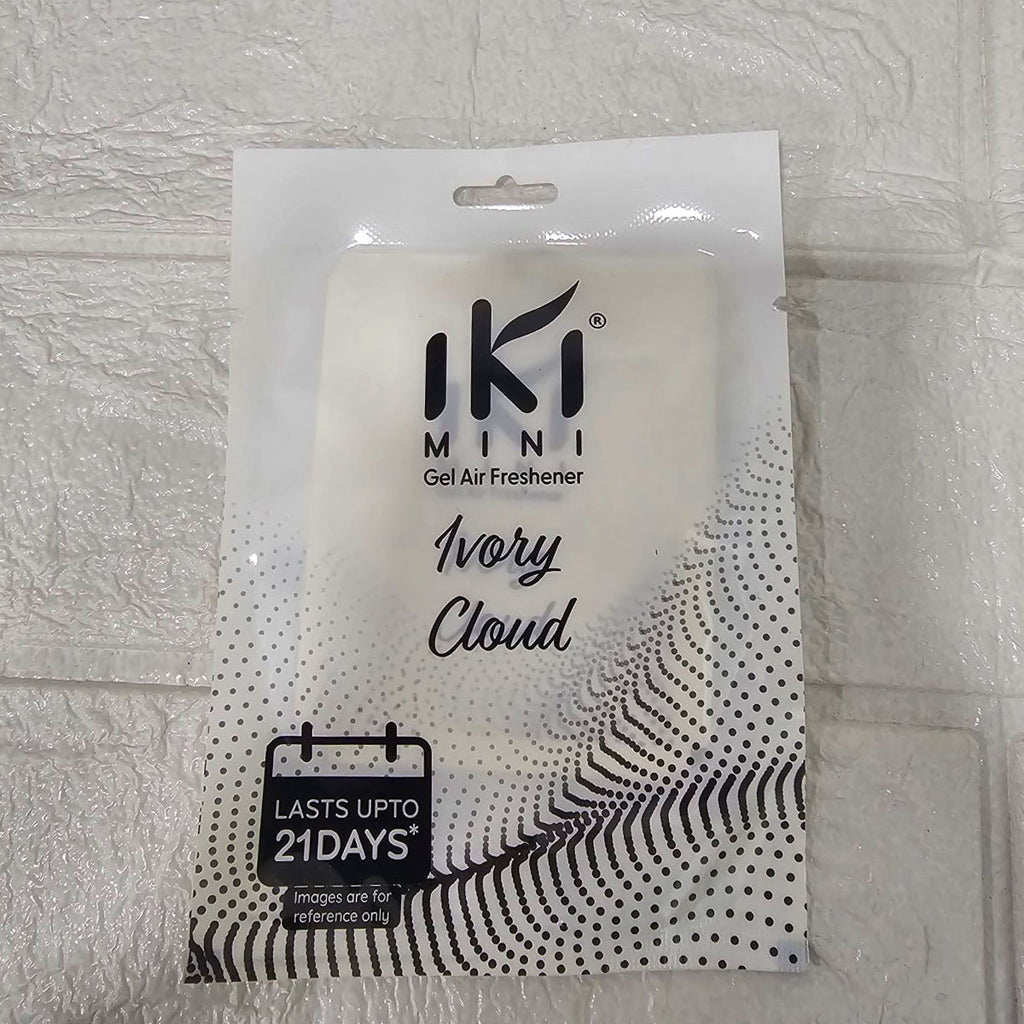 IKI®
MINI
Gel Air Freshener
Ivory
Cloud
LASTS UPTO
21DAYS*
Images are for
reference only